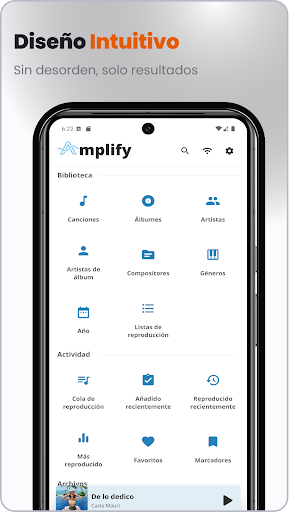 Diseño Intuitivo
Sin desorden, solo resultados
6:22
Amplify
Biblioteca
Canciones
Álbumes
Artistas
Artistas de
álbum
Compositores
Géneros
Año
Listas de
reproducción
Actividad
Cola de
reproducción
Añadido
recientemente
Reproducido
recientemente
Más
reproducido
Favoritos
Marcadores
Archivos
De lo dedico
Carla Mauri